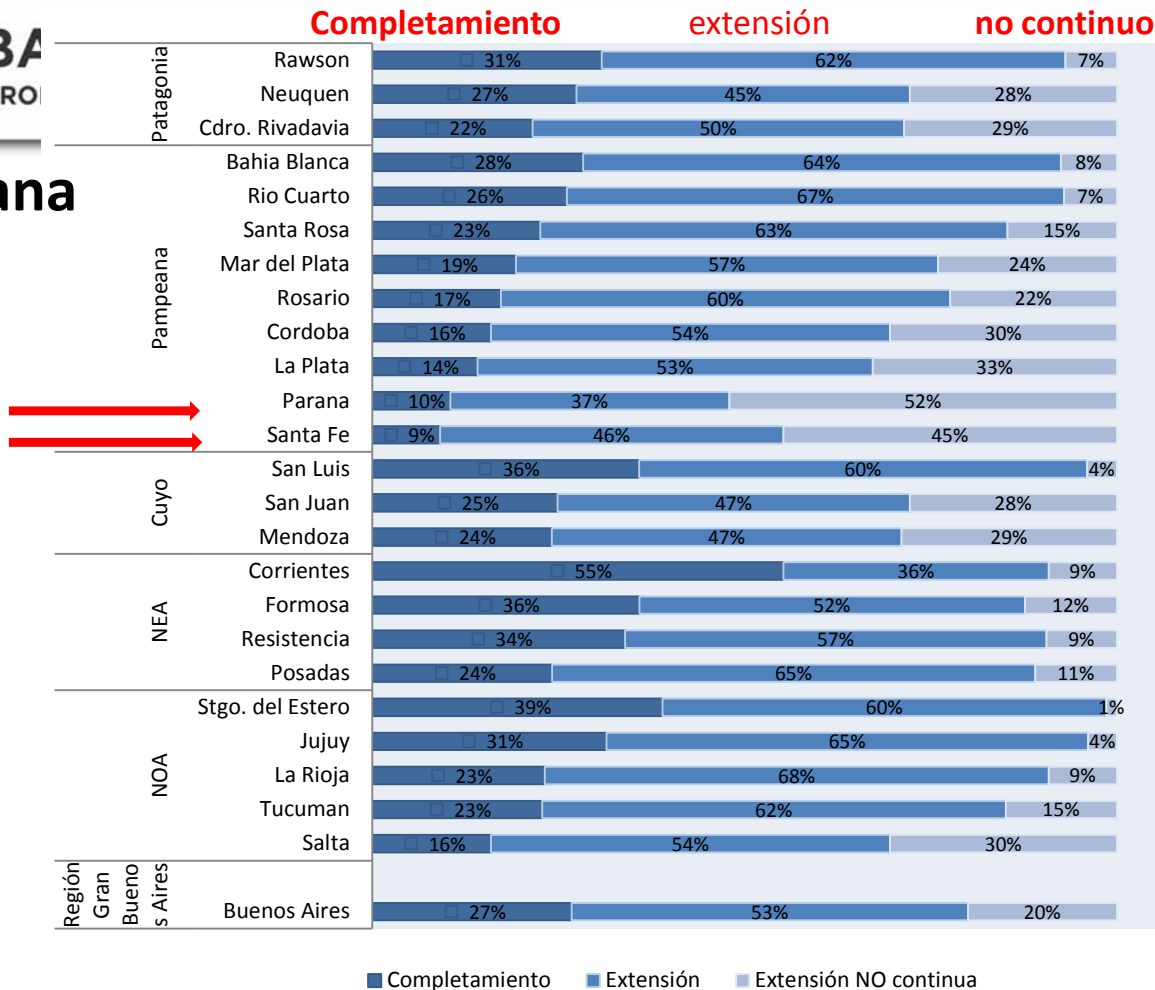 Completamiento extensión no continuo
BA
RO
ana
Patagonia
Rawson 31% 62% 7%
Neuquen 27% 45% 28%
Cdro. Rivadavia 22% 50% 29%
Pampeana
Bahia Blanca 28% 64% 8%
Rio Cuarto 26% 67% 7%
Santa Rosa 23% 63% 15%
Mar del Plata 19% 57% 24%
Rosario 17% 60% 22%
Cordoba 16% 54% 30%
La Plata 14% 53% 33%
Parana 10% 37% 52%
Santa Fe 9% 46% 45%
Cuyo
San Luis 36% 60% 4%
San Juan 25% 47% 28%
Mendoza 24% 47% 29%
NEA
Corrientes 55% 36% 9%
Formosa 36% 52% 12%
Resistencia 34% 57% 9%
Posadas 24% 65% 11%
NOA
Stgo. del Estero 39% 60% 1%
Jujuy 31% 65% 4%
La Rioja 23% 68% 9%
Tucuman 23% 62% 15%
Salta 16% 54% 30%
Región
Gran
Bueno
s Aires
Buenos Aires 27% 53% 20%
Completamiento Extensión Extensión NO continua